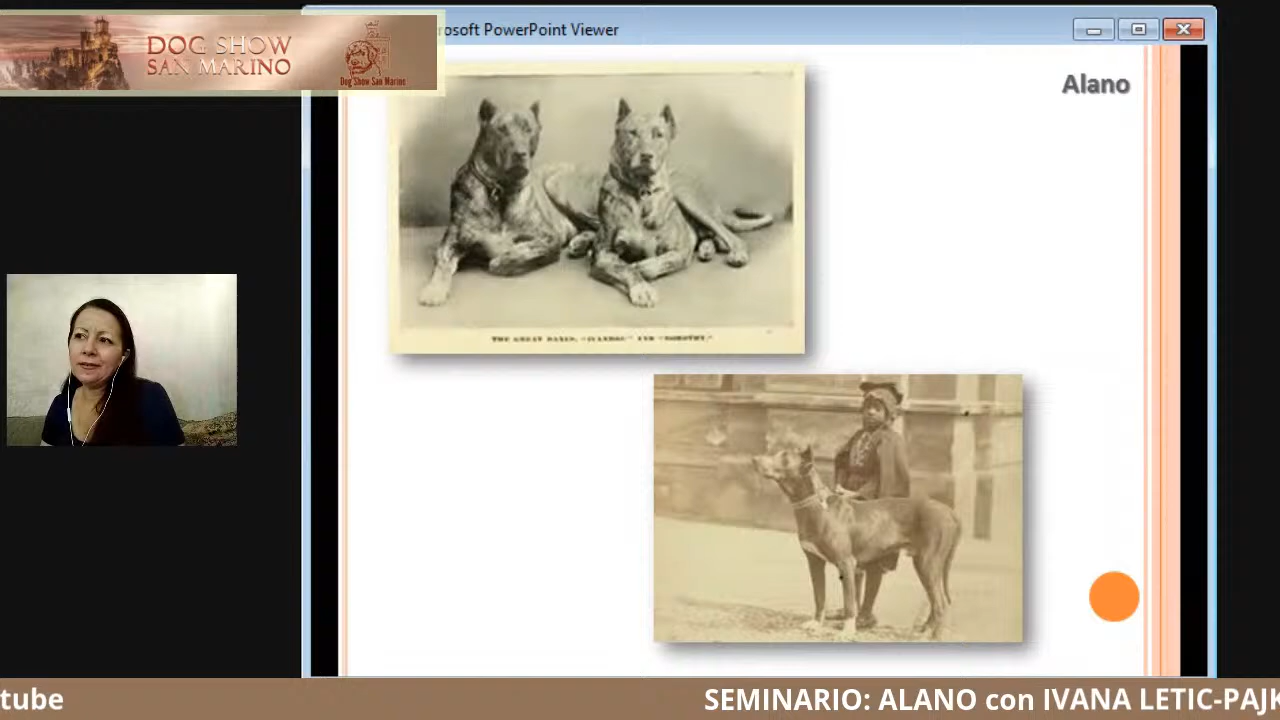 DOG SHOW
SAN MARINO
Dog Show San Marino
rosoft PowerPoint Viewer
Alano
THE GREAT DANES,
tube
SEMINARIO: ALANO con IVANA LETIC-PAJK